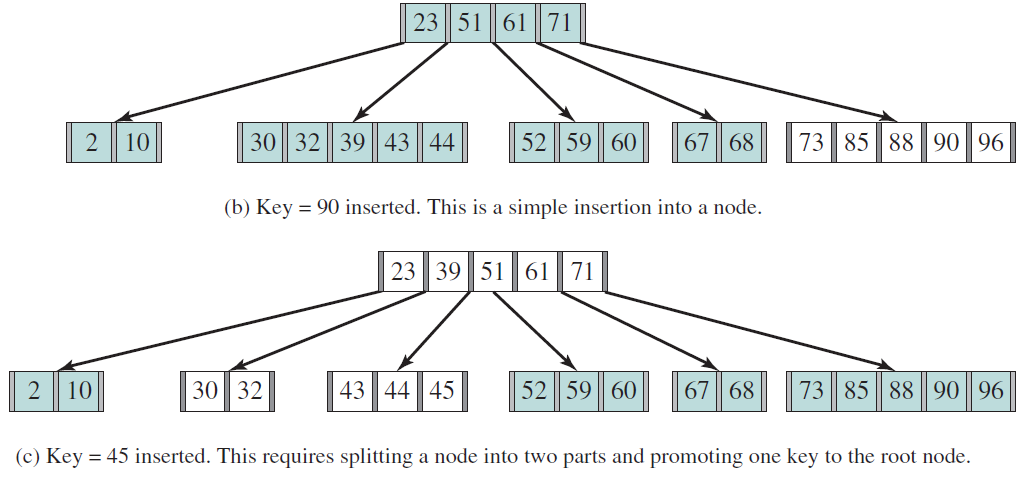 23 51 61 71
2 10 30 32 39 43 44 52 59 60 67 68 73 85 88 90 96
(b) Key = 90 inserted. This is a simple insertion into a node.
23 39 51 61 71
2 10 30 32 43 44 45 52 59 60 67 68 73 85 88 90 96
(c) Key = 45 inserted. This requires splitting a node into two parts and promoting one key to the root node.